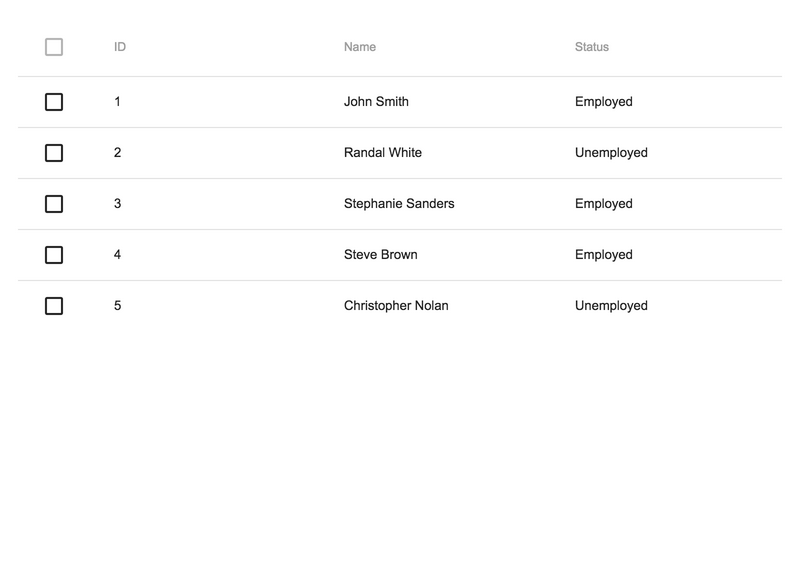 ID Name Status
1 John Smith Employed
2 Randal White Unemployed
3 Stephanie Sanders Employed
4 Steve Brown Employed
5 Christopher Nolan Unemployed